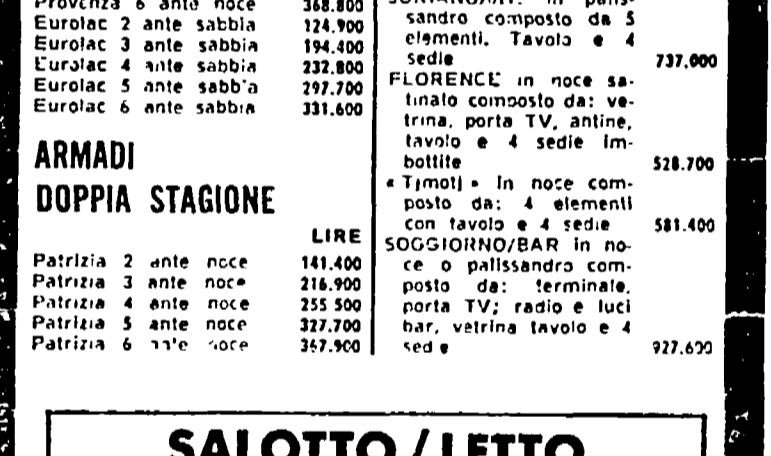 Provenza 6 ante noce 368.800
Eurolac 2 ante sabbia 124.900
Eurolac 3 ante sabbia 194.400
Eurolac 4 ante sabbia 232.800
Eurolac 5 ante sabbia 297.700
Eurolac 6 ante sabbia 331.600
ARMADI
DOPPIA STAGIONE
LIRE
Patrizia 2 ante noce 141.400
Patrizia 3 ante noce 216.900
Patrizia 4 ante noce 255 500
Patrizia 5 ante noce 327.700
Patrizia 6 ante noce
in palis-
sandro composto da 5
elementi. Tavolo e 4
sedie 737.000
FLORENCE in noce sa-
tinato composto da: ve-
trina, porta TV, antine,
tavolo e 4 sedie im-
bottite 528.700
« Timoti » in noce com-
posto da: 4 elementi
con tavolo e 4 sedie 581.400
SOGGIORNO/BAR in no-
ce o palissandro com-
posto da: terminale,
porta TV; radio e luci
bar, vetrina tavolo e 4
sedie
SALOTTO / LETTO